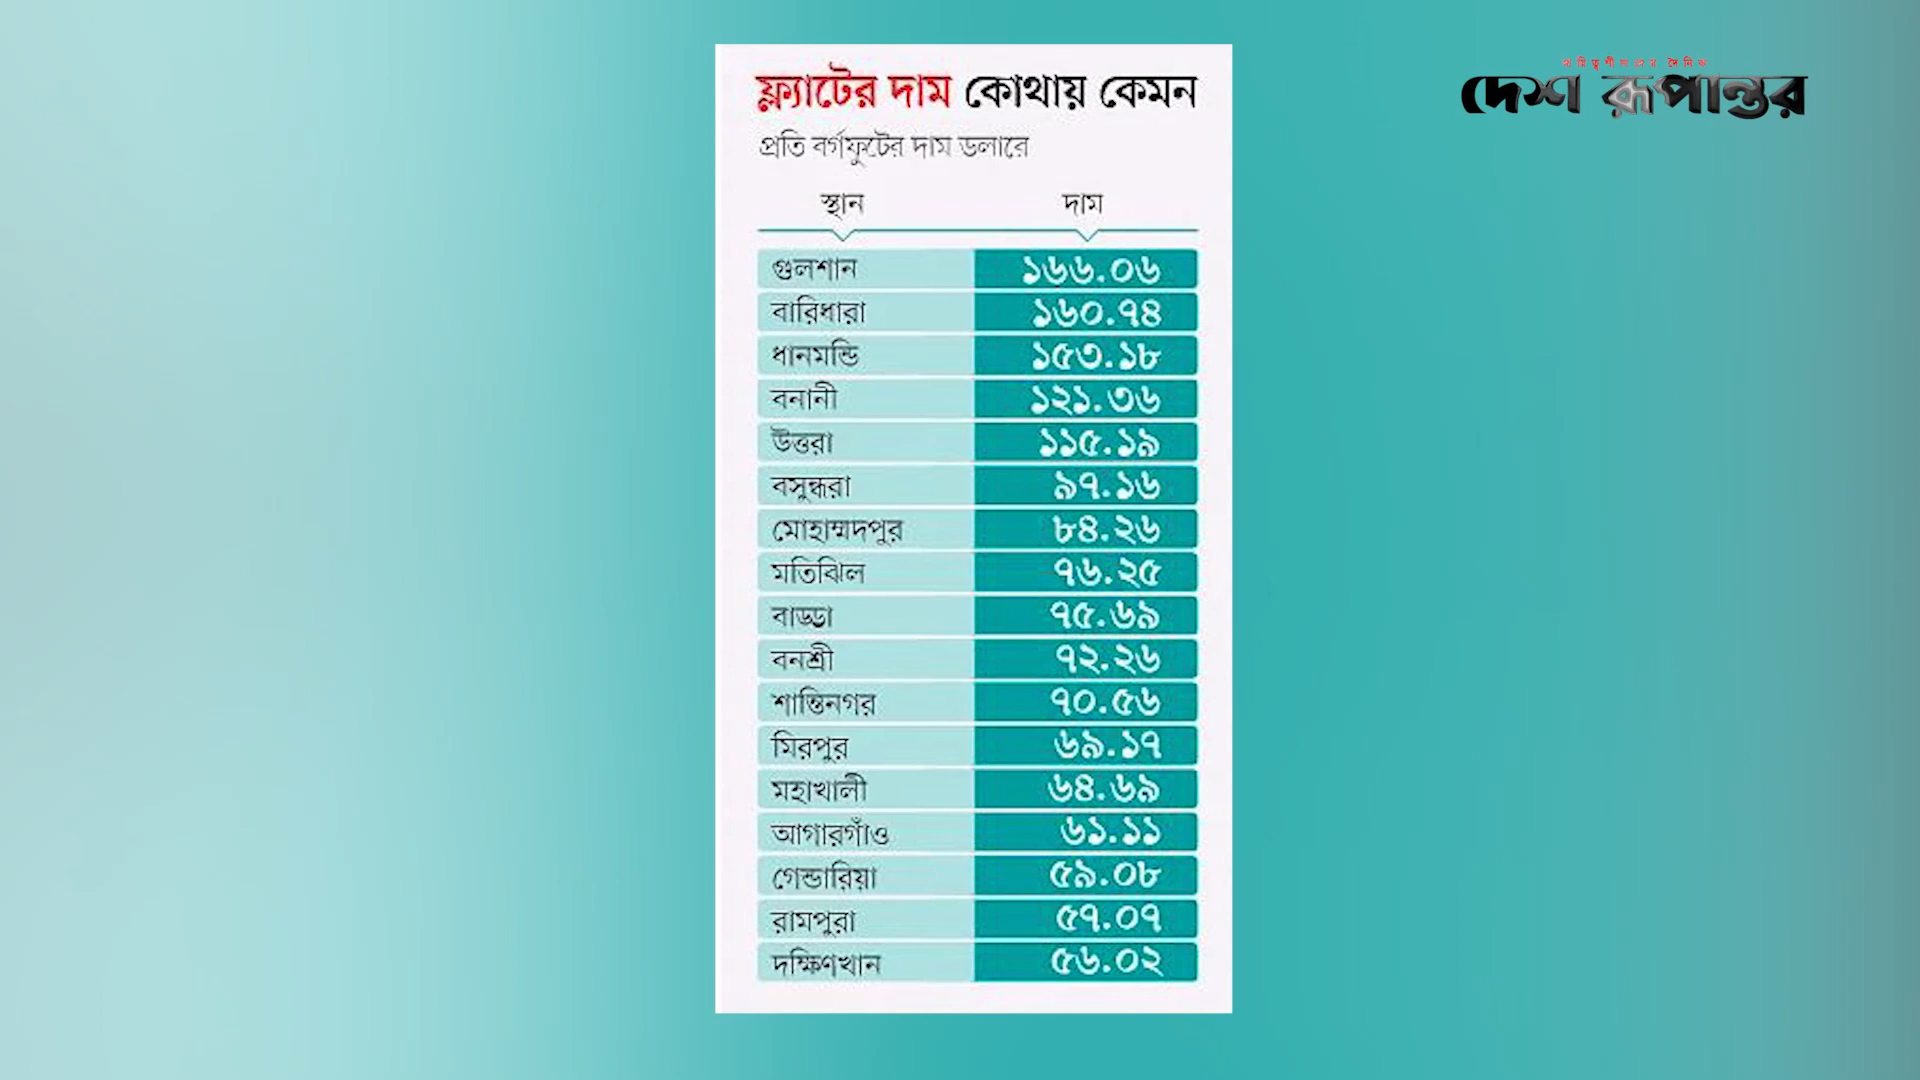 ফ্ল্যাটের দাম কোথায় কেমন
প্রতি বর্গফুটের দাম ডলারে
স্থান দাম
গুলশান ১৬৬.০৬
বারিধারা ১৬০.৭৪
ধানমন্ডি ১৫৩.১৮
বনানী ১২১.৩৬
উত্তরা ১১৫.১৯
বসুন্ধরা ৯৭.১৬
মোহাম্মদপুর ৮৪.২৬
মতিঝিল ৭৬.২৫
বাড্ডা ৭৫.৬৯
বনশ্রী ৭২.২৬
শান্তিনগর ৭০.৫৬
মিরপুর ৬৯.১৭
মহাখালী ৬৪.৬৯
আগারগাঁও ৬১.১১
গেন্ডারিয়া ৫৯.০৮
রামপুরা ৫৭.০৭
দক্ষিণখান ৫৬.০২
দায়িত্বশীলদের দৈনিক
দেশ রূপান্তর